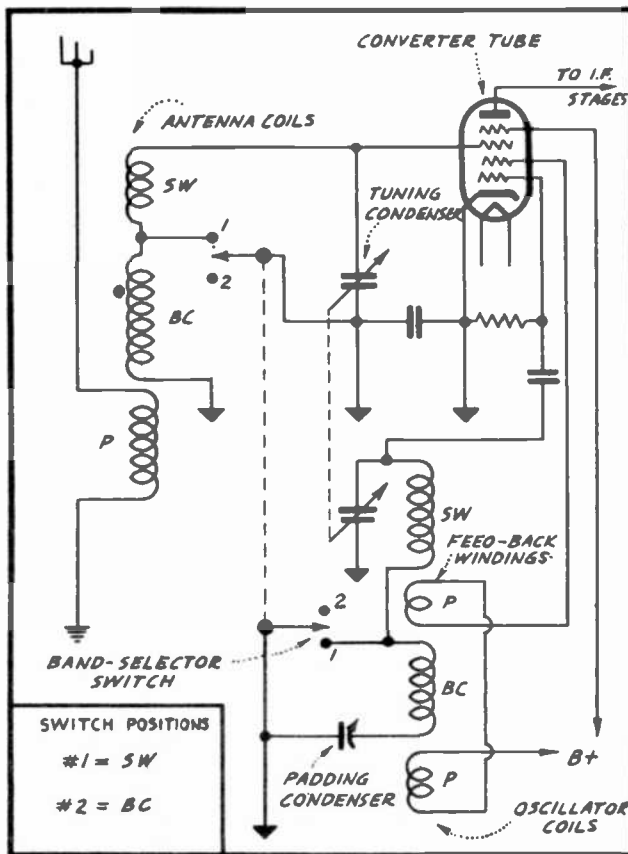 CONVERTER TUBE
TO I.F.
STAGES
ANTENNA COILS
SW
TUNING
CONDENSER
1
2
BC
P
SW
FEEO-BACK
WINDINGS
P
2
1
BAND-SELECTOR
SWITCH
BC
SWITCH POSITIONS
#1 = SW
#2 = BC
PADDING
CONDENSER
P
B+
OSCILLATOR
COILS